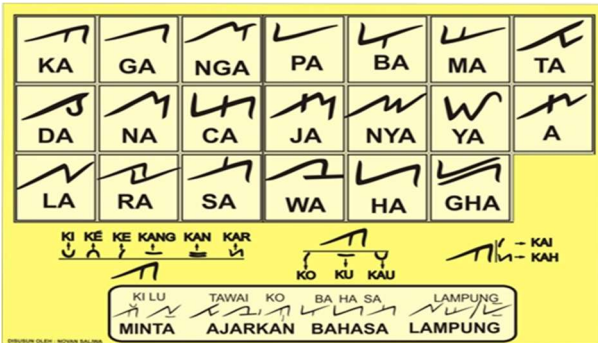 KA GA NGA PA BA MA TA
DA NA CA JA NYA YA A
LA RA SA WA HA GHA
KI KÉ KE KANG KAN KAR
KO KU KAU
KAI
KAH
KI LU TAWAI KO BA HA SA LAMPUNG
MINTA AJARKAN BAHASA LAMPUNG
DISUSUN OLEH : NOVAN SALIWA